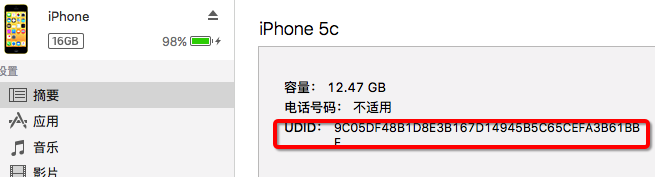 iPhone
16GB
98%
设置
摘要
应用
音乐
影片
iPhone 5c
容量： 12.47 GB
电话号码： 不适用
UDID： 9C05DF48B1D8E3B167D14945B5C65CEFA3B61BB
E